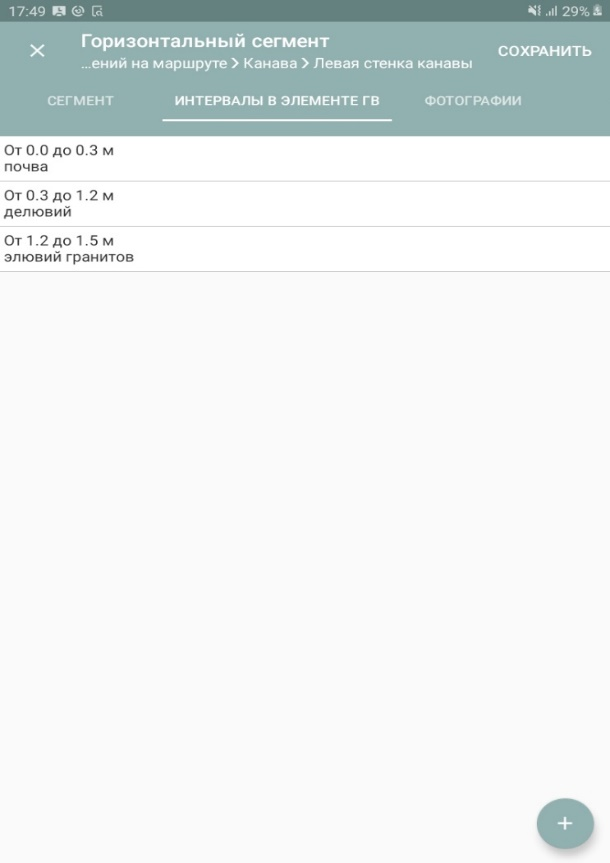 17:49 29%
Горизонтальный сегмент
...ений на маршруте > Канава > Левая стенка канавы
СОХРАНИТЬ
СЕГМЕНТ ИНТЕРВАЛЫ В ЭЛЕМЕНТЕ ГВ ФОТОГРАФИИ
От 0.0 до 0.3 м
почва
От 0.3 до 1.2 м
делювий
От 1.2 до 1.5 м
элювий гранитов